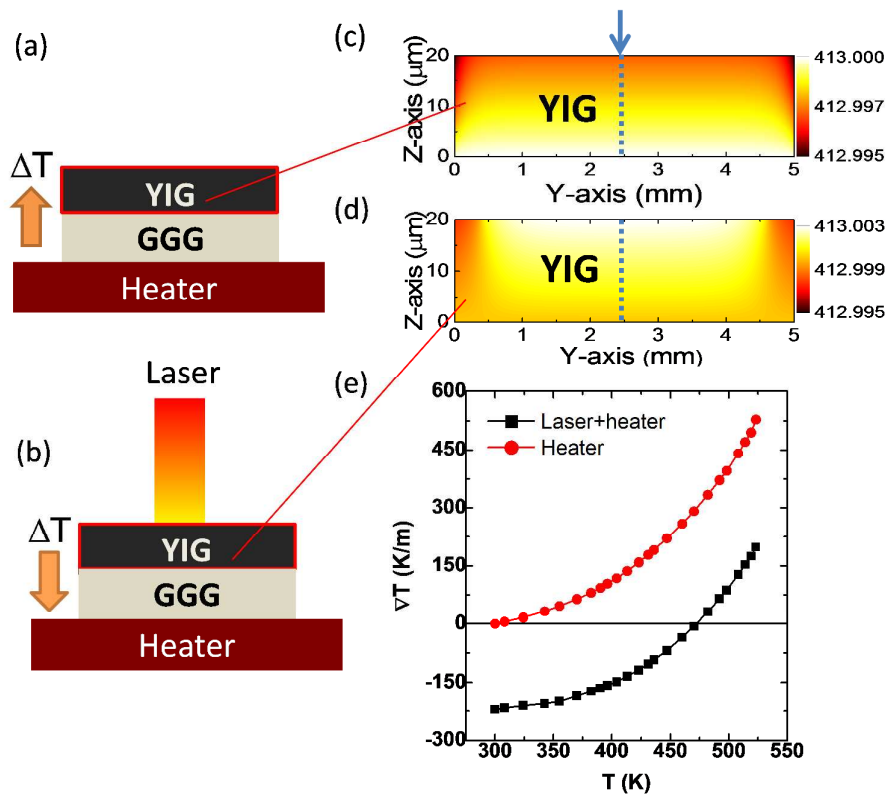 (a)
ΔT
YIG
GGG
Heater
(b)
Laser
ΔT
YIG
GGG
Heater
(c)
Z-axis (μm)
20
10
0
YIG
0 1 2 3 4 5
Y-axis (mm)
413.000
412.997
412.995
(d)
Z-axis (μm)
20
10
0
YIG
0 1 2 3 4 5
Y-axis (mm)
413.003
412.999
412.995
(e)
∇T (K/m)
600
450
300
150
0
-150
-300
Laser+heater
Heater
300 350 400 450 500 550
T (K)